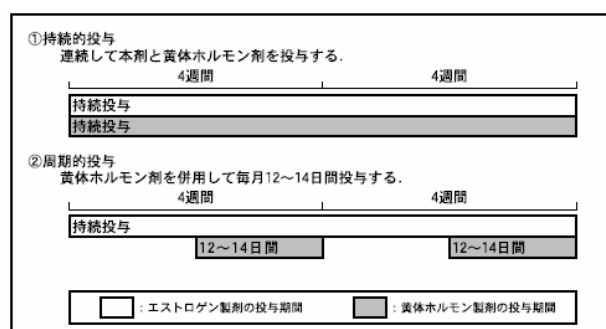 ①持続的投与
連続して本剤と黄体ホルモン剤を投与する.
4週間 4週間
持続投与
持続投与
②周期的投与
黄体ホルモン剤を併用して毎月12～14日間投与する.
4週間 4週間
持続投与
12～14日間 12～14日間
：エストロゲン製剤の投与期間 ：黄体ホルモン製剤の投与期間